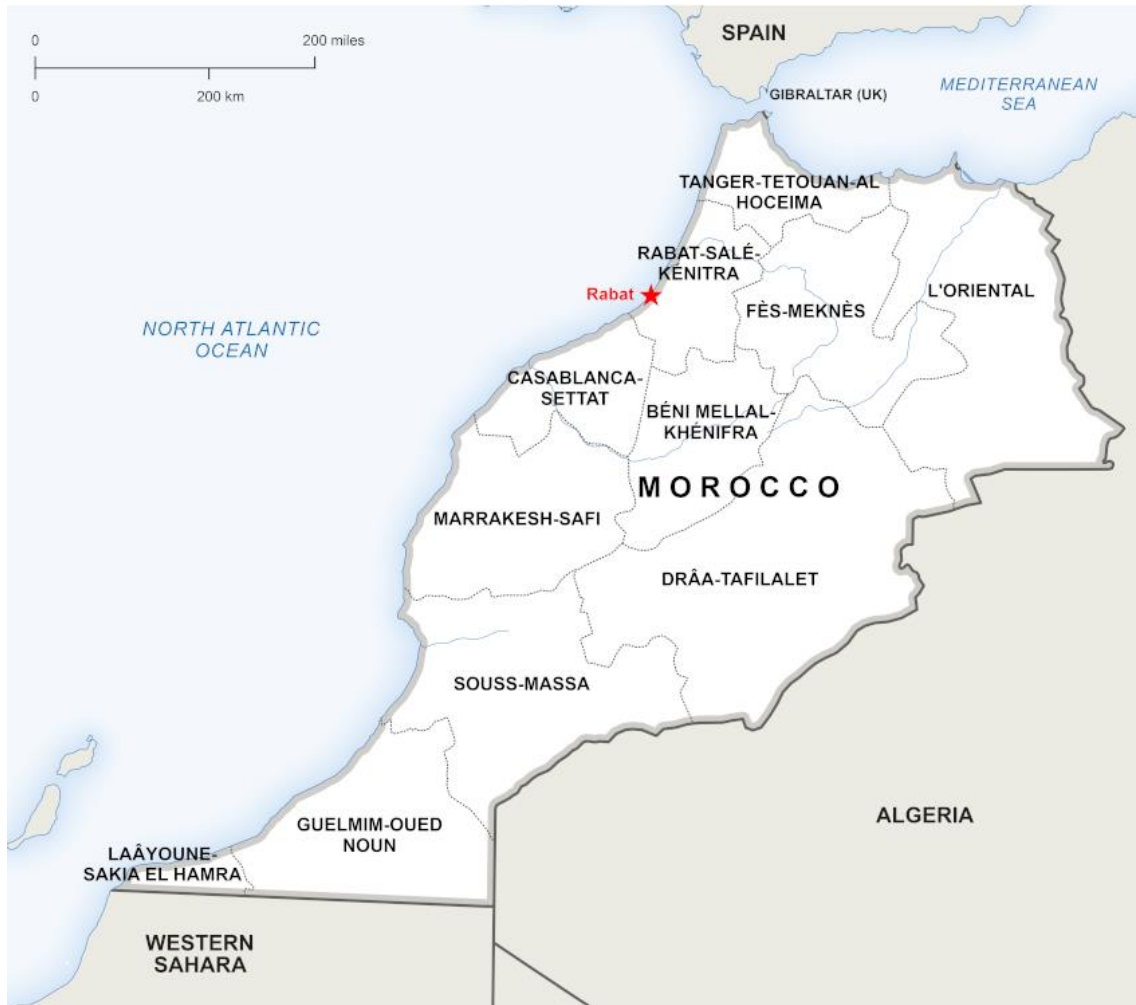 SPAIN
0
200 miles
0
200 km
GIBRALTAR (UK)
MEDITERRANEAN
SEA
TANGER-TETOUAN-AL
HOCEIMA
RABAT-SALÉ-
KÉNITRA
Rabat
L'ORIENTAL
FÈS-MEKNÈS
NORTH ATLANTIC
OCEAN
CASABLANCA-
SETTAT
BÉNI MELLAL-
KHÉNIFRA
MOROCCO
MARRAKESH-SAFI
DRÂA-TAFILALET
SOUSS-MASSA
ALGERIA
GUELMIM-OUED
NOUN
LAÂYOUNE-
SAKIA EL HAMRA
WESTERN
SAHARA